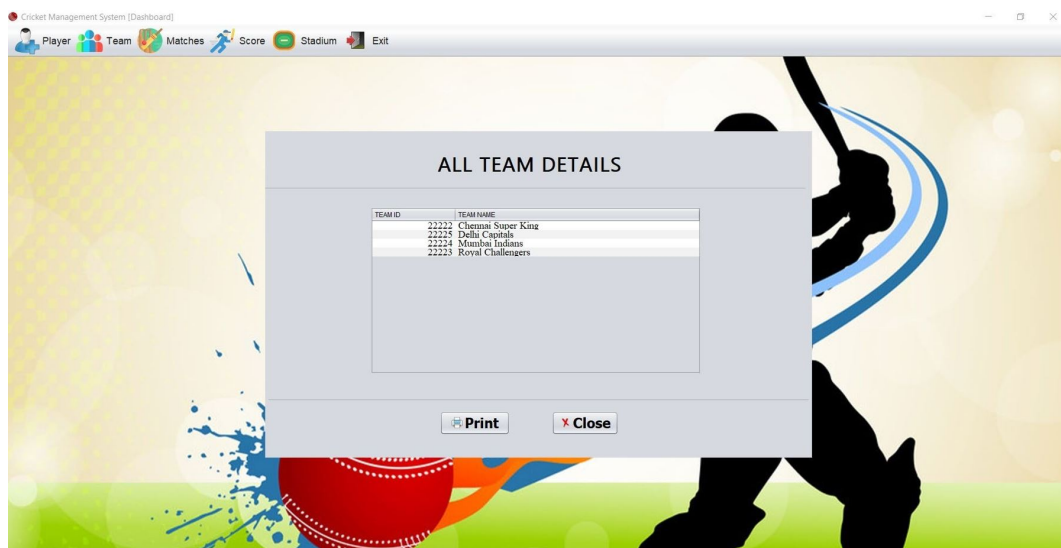 Cricket Management System [Dashboard]
Player Team Matches Score Stadium Exit
ALL TEAM DETAILS
TEAM ID TEAM NAME
22222 Chennai Super King
22225 Delhi Capitals
22224 Mumbai Indians
22223 Royal Challengers
Print Close